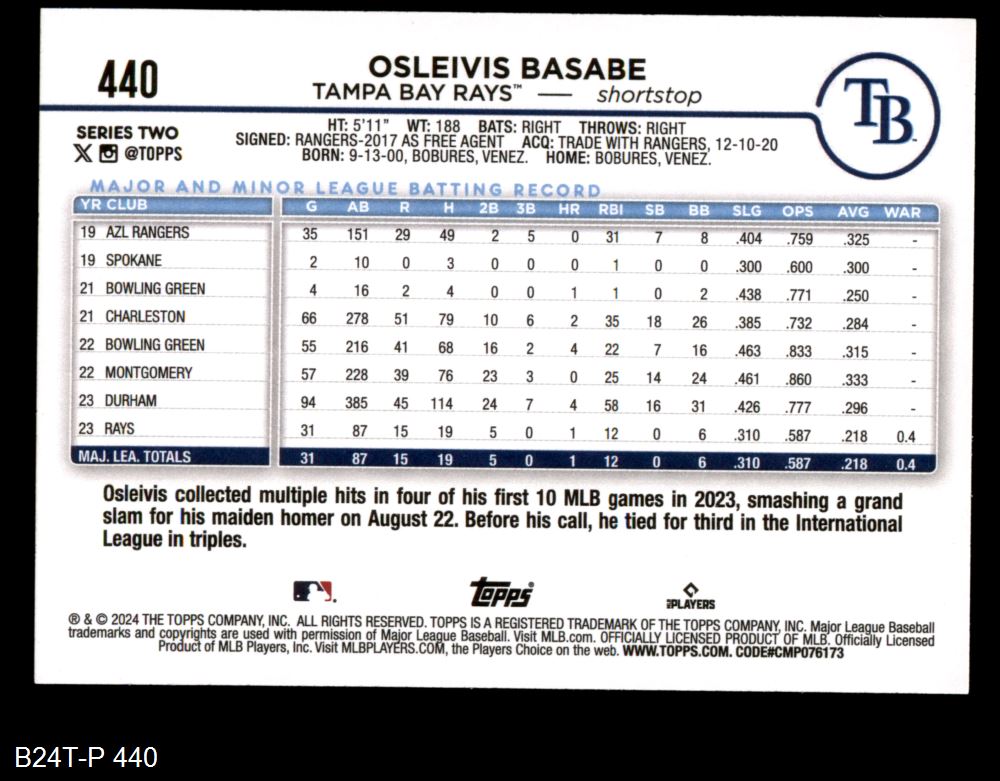 440
OSLEIVIS BASABE
TAMPA BAY RAYS™ — shortstop
TB
SERIES TWO
@TOPPS
HT: 5'11" WT: 188 BATS: RIGHT THROWS: RIGHT
SIGNED: RANGERS-2017 AS FREE AGENT ACQ: TRADE WITH RANGERS, 12-10-20
BORN: 9-13-00, BOBURES, VENEZ. HOME: BOBURES, VENEZ.
MAJOR AND MINOR LEAGUE BATTING RECORD
YR CLUB G AB R H 2B 3B HR RBI SB BB SLG OPS AVG WAR
19 AZL RANGERS 35 151 29 49 2 5 0 31 7 8 .404 .759 .325 -
19 SPOKANE 2 10 0 3 0 0 0 1 0 0 .300 .600 .300 -
21 BOWLING GREEN 4 16 2 4 0 0 1 1 0 2 .438 .771 .250 -
21 CHARLESTON 66 278 51 79 10 6 2 35 18 26 .385 .732 .284 -
22 BOWLING GREEN 55 216 41 68 16 2 4 22 7 16 .463 .833 .315 -
22 MONTGOMERY 57 228 39 76 23 3 0 25 14 24 .461 .860 .333 -
23 DURHAM 94 385 45 114 24 7 4 58 16 31 .426 .777 .296 -
23 RAYS 31 87 15 19 5 0 1 12 0 6 .310 .587 .218 0.4
MAJ. LEA. TOTALS 31 87 15 19 5 0 1 12 0 6 .310 .587 .218 0.4
Osleivis collected multiple hits in four of his first 10 MLB games in 2023, smashing a grand
slam for his maiden homer on August 22. Before his call, he tied for third in the International
League in triples.
Topps
PLAYERS
® & © 2024 THE TOPPS COMPANY, INC. ALL RIGHTS RESERVED. TOPPS IS A REGISTERED TRADEMARK OF THE TOPPS COMPANY, INC. Major League Baseball
trademarks and copyrights are used with permission of Major League Baseball. Visit MLB.com. OFFICIALLY LICENSED PRODUCT OF MLB. Officially Licensed
Product of MLB Players, Inc. Visit MLBPLAYERS.COM, the Players Choice on the web. WWW.TOPPS.COM. CODE#CMP076173
B24T-P 440